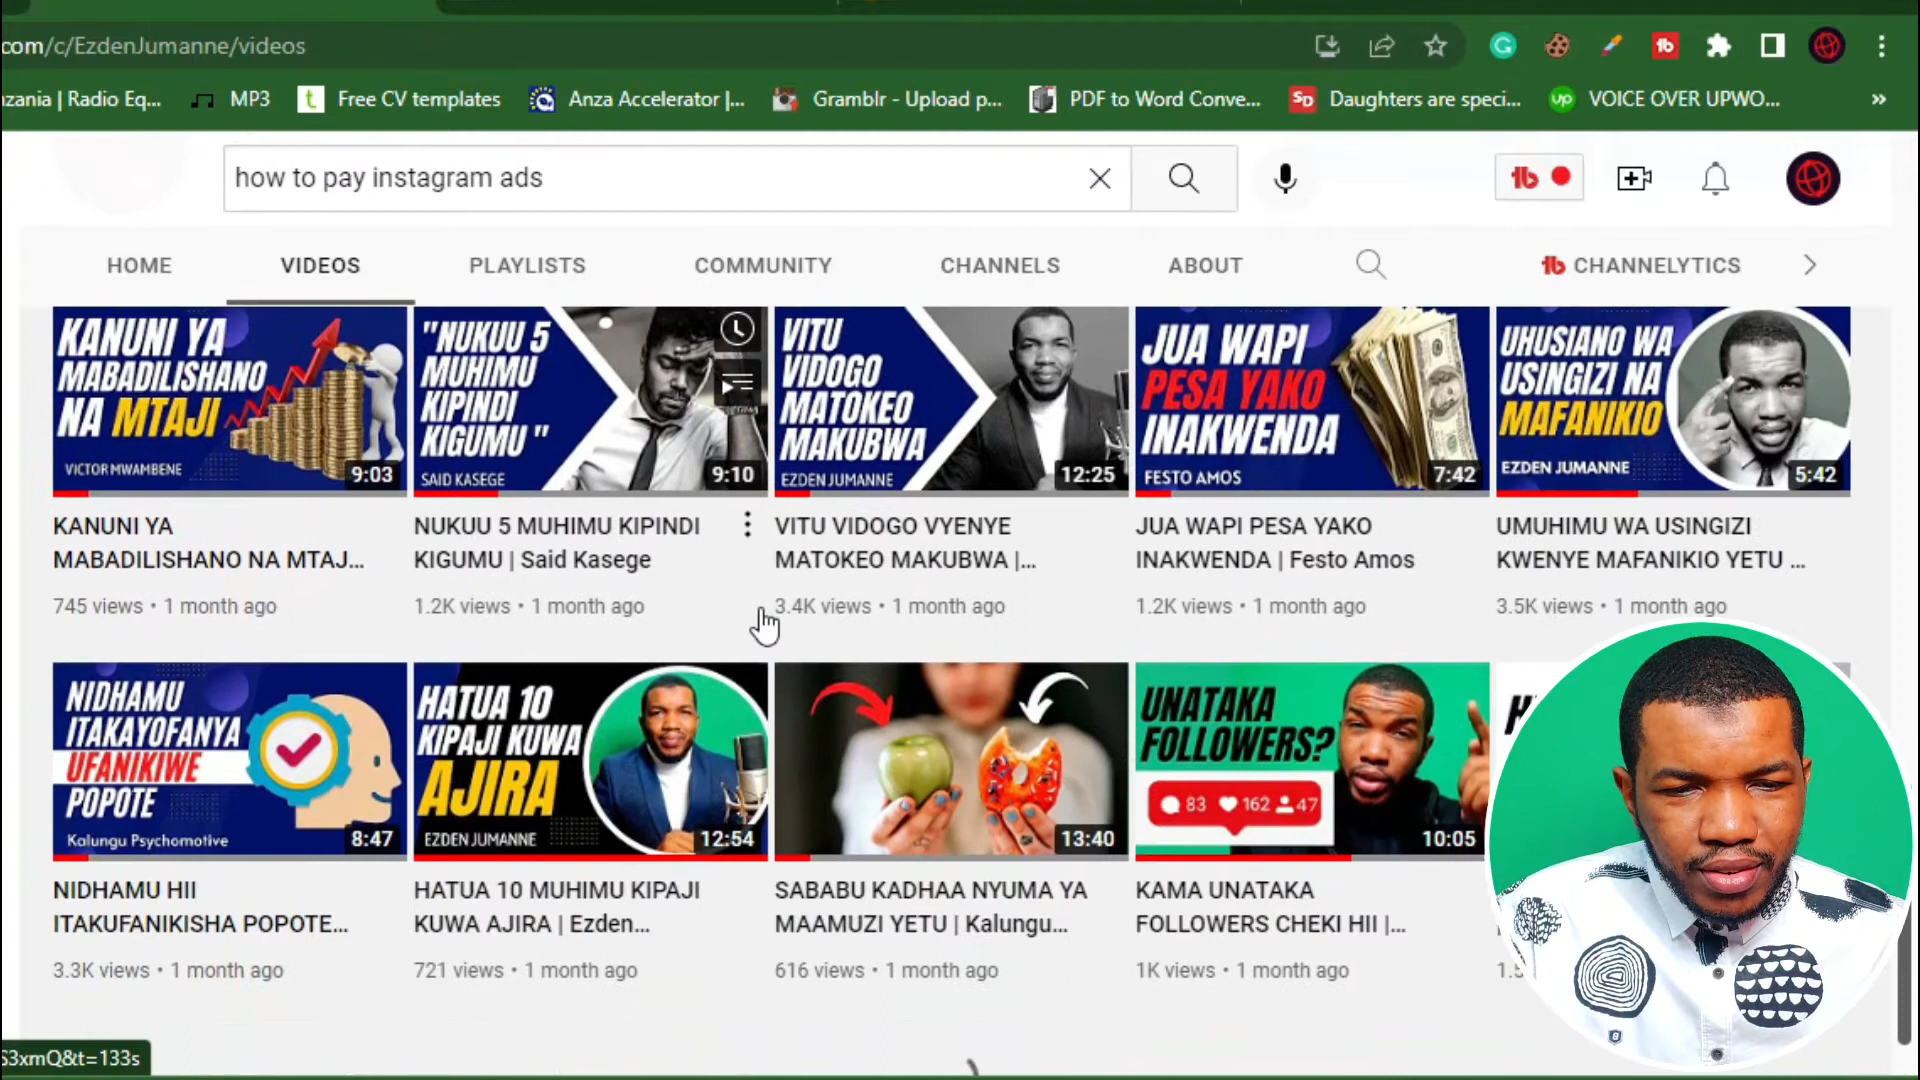 com/c/EzdenJumanne/videos
nzania | Radio Eq...
MP3
Free CV templates
Anza Accelerator |...
Gramblr - Upload p...
PDF to Word Conve...
SD
Daughters are speci...
up
VOICE OVER UPWO...
»
how to pay instagram ads
HOME
VIDEOS
PLAYLISTS
COMMUNITY
CHANNELS
ABOUT
CHANNELYTICS
KANUNI YA
MABADILISHANO
NA MTAJI
VICTOR MWAMBENE
9:03
"NUKUU 5
MUHIMU
KIPINDI
KIGUMU "
SAID KASEGE
9:10
VITU
VIDOGO
MATOKEO
MAKUBWA
EZDEN JUMANNE
12:25
JUA WAPI
PESA YAKO
INAKWENDA
FESTO AMOS
7:42
UHUSIANO WA
USINGIZI NA
MAFANIKIO
EZDEN JUMANNE
5:42
KANUNI YA
MABADILISHANO NA MTAJ...
745 views • 1 month ago
NUKUU 5 MUHIMU KIPINDI
KIGUMU | Said Kasege
1.2K views • 1 month ago
VITU VIDOGO VYENYE
MATOKEO MAKUBWA |...
3.4K views • 1 month ago
JUA WAPI PESA YAKO
INAKWENDA | Festo Amos
1.2K views • 1 month ago
UMUHIMU WA USINGIZI
KWENYE MAFANIKIO YETU ...
3.5K views • 1 month ago
NIDHAMU
ITAKAYOFANYA
UFANIKIWE
POPOTE
Kalungu Psychomotive
8:47
HATUA 10
KIPAJI KUWA
AJIRA
EZDEN JUMANNE
12:54
13:40
UNATAKA
FOLLOWERS?
83 162 47
10:05
NIDHAMU HII
ITAKUFANIKISHA POPOTE...
3.3K views • 1 month ago
HATUA 10 MUHIMU KIPAJI
KUWA AJIRA | Ezden...
721 views • 1 month ago
SABABU KADHAA NYUMA YA
MAAMUZI YETU | Kalungu...
616 views • 1 month ago
KAMA UNATAKA
FOLLOWERS CHEKI HII |...
1K views • 1 month ago
S3xmQ&t=133s